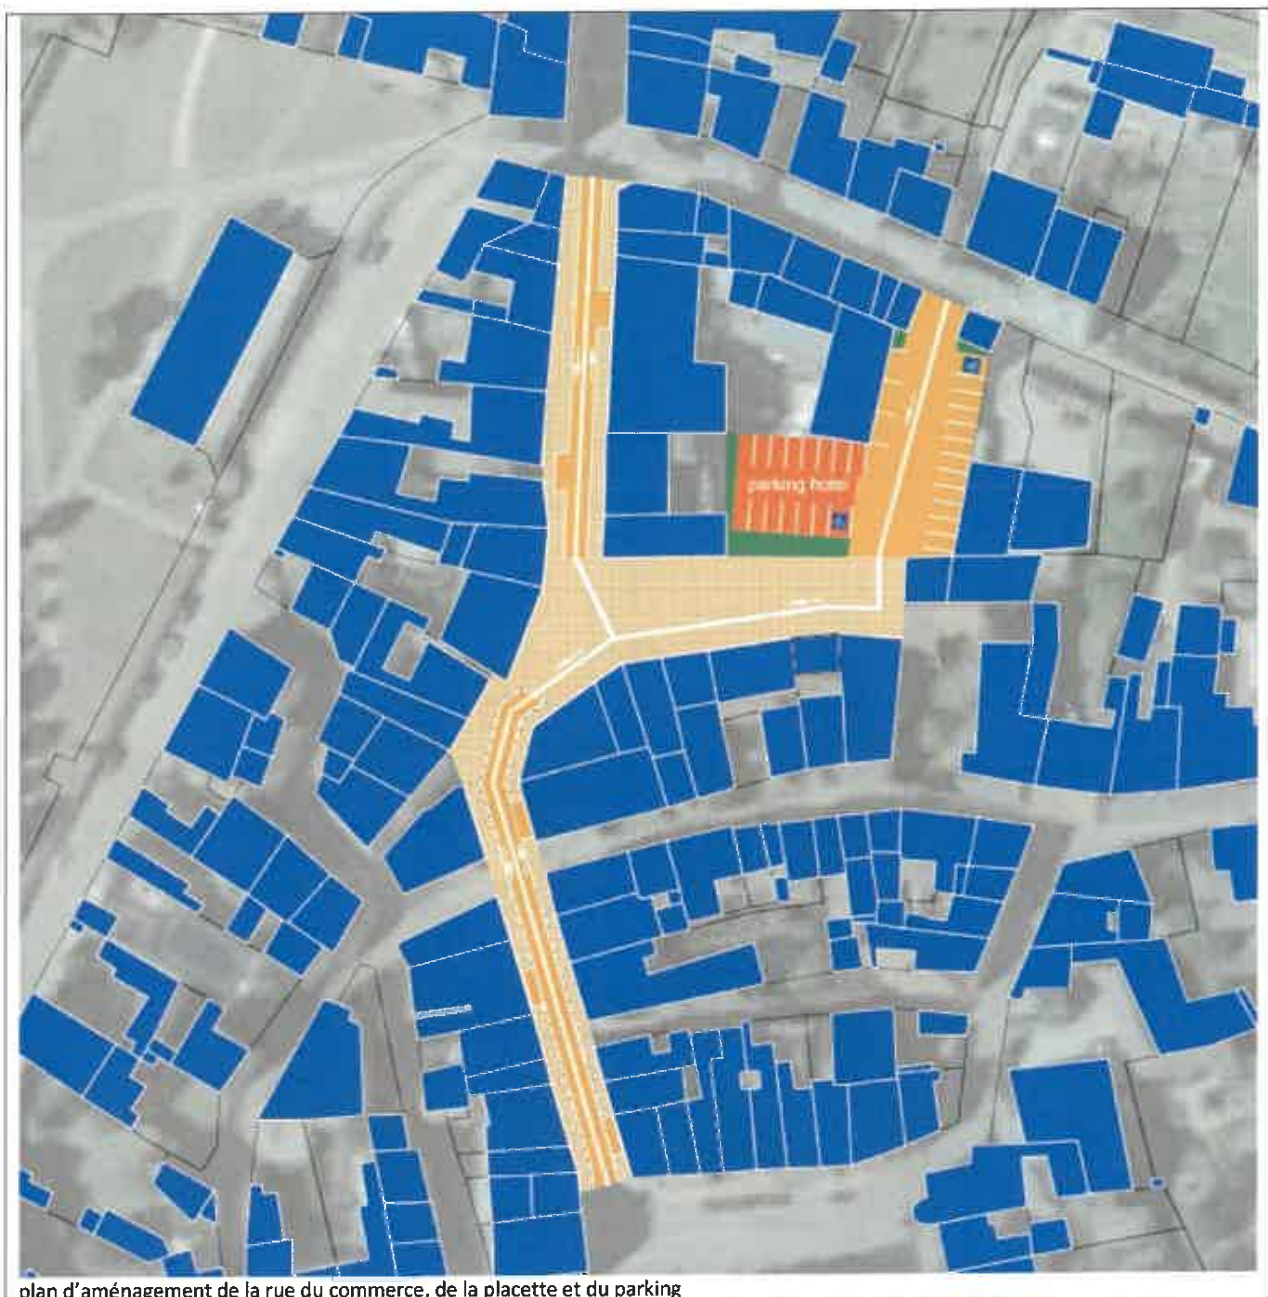 parking hotel
plan d'aménagement de la rue du commerce, de la placette et du parking